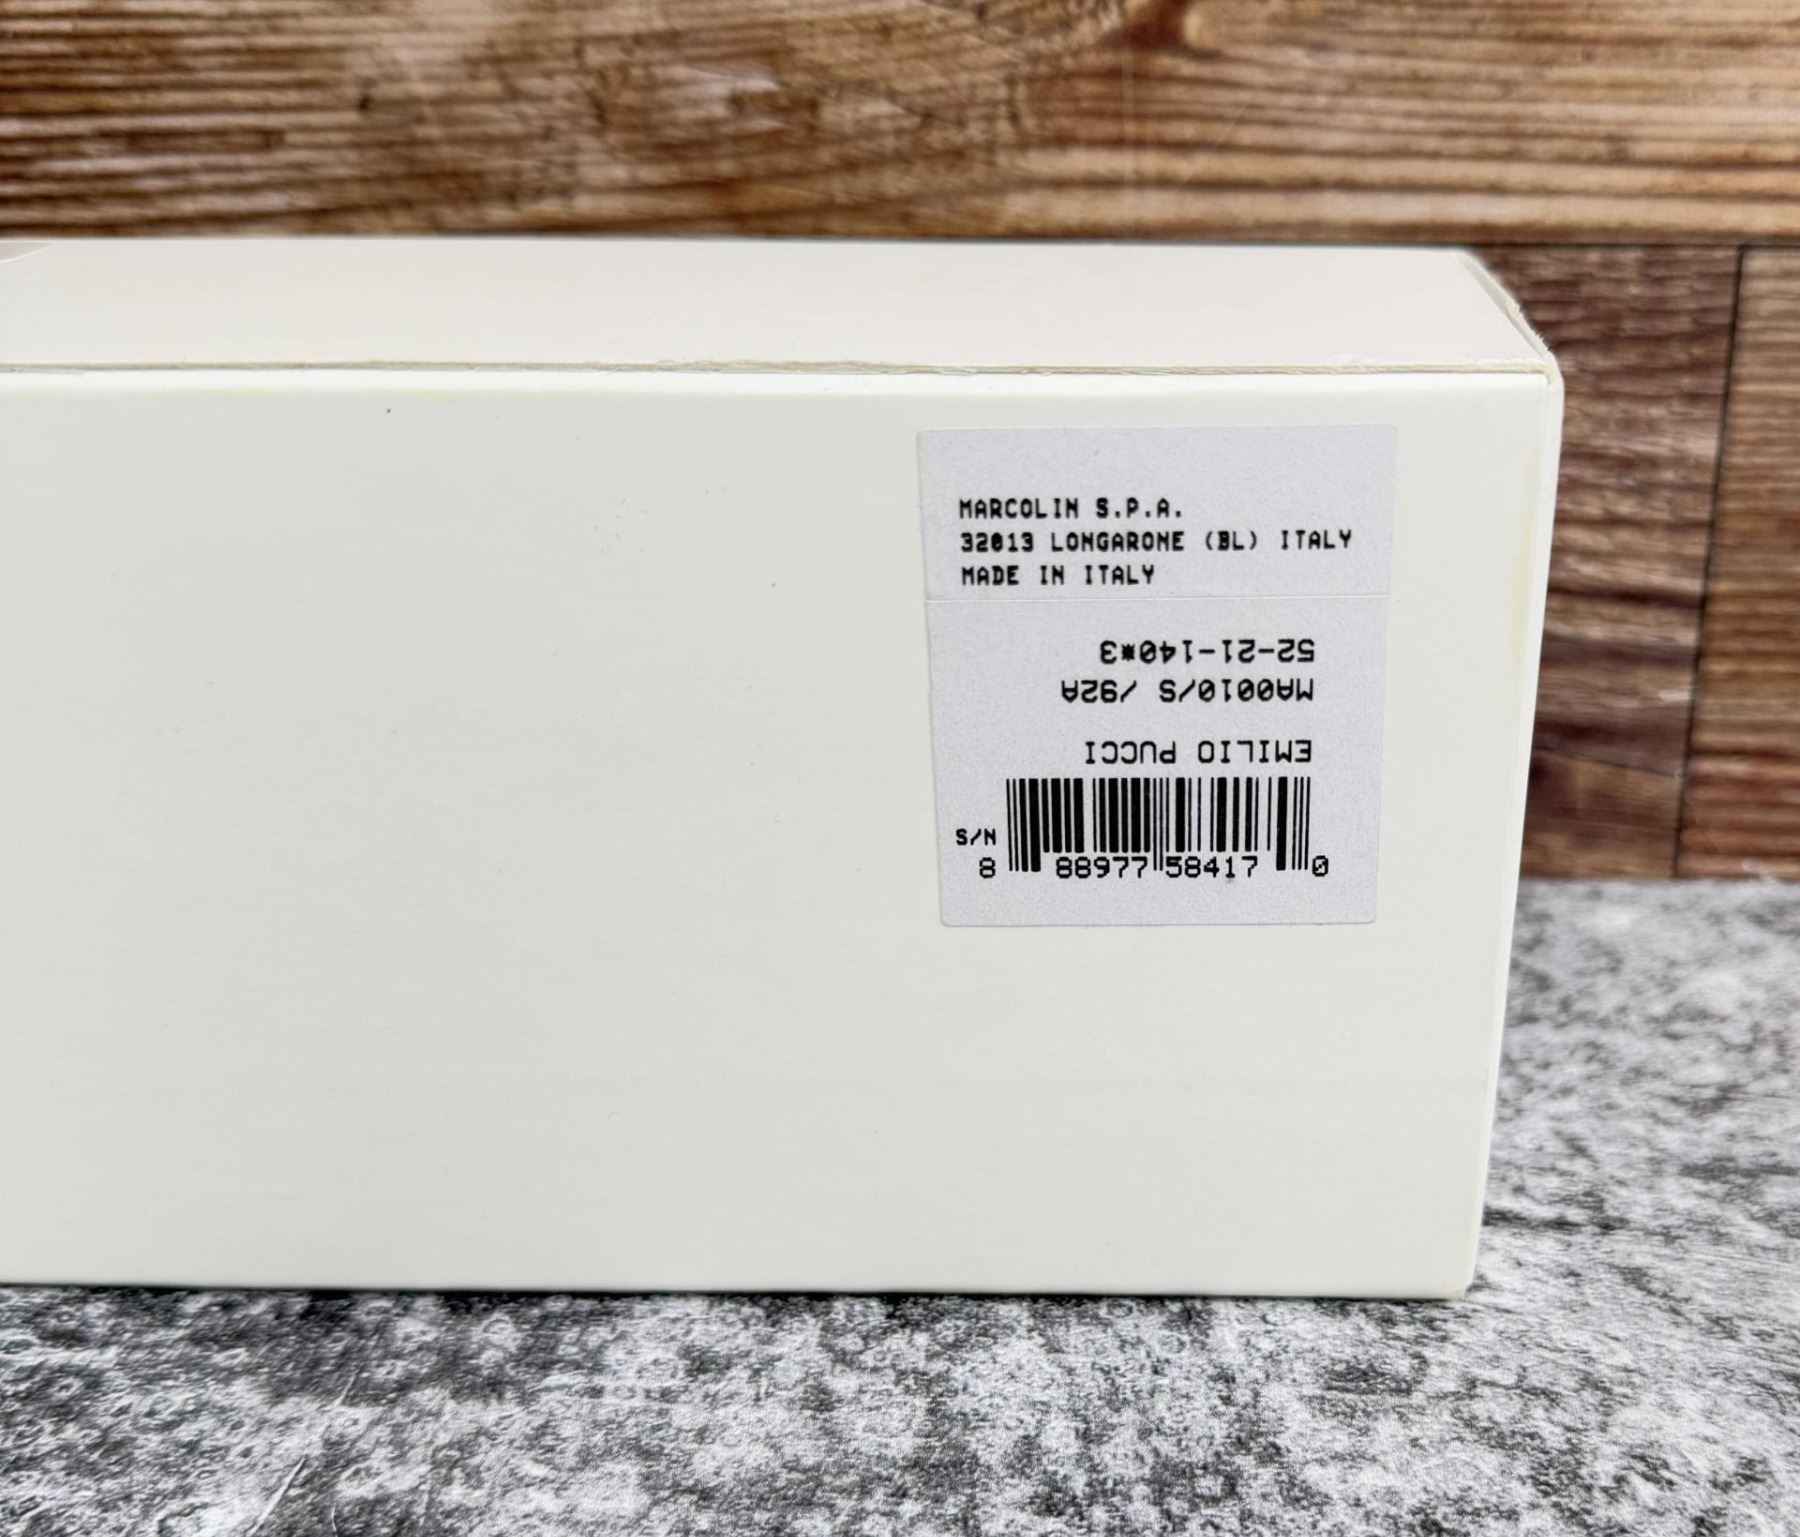 MARCOLIN S.P.A.
32013 LONGARONE (BL) ITALY
MADE IN ITALY
EMILIO PUCCI
MA0010/S /92A
52-21-140*3
S/N
8 88977 58417 0